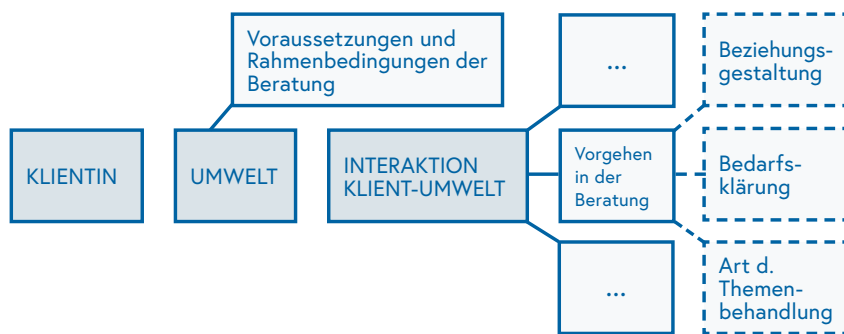 Voraussetzungen und
Rahmenbedingungen der
Beratung
...
Beziehungs-
gestaltung
KLIENTIN
UMWELT
INTERAKTION
KLIENT-UMWELT
Vorgehen
in der
Beratung
Bedarfs-
klärung
...
Art d.
Themen-
behandlung